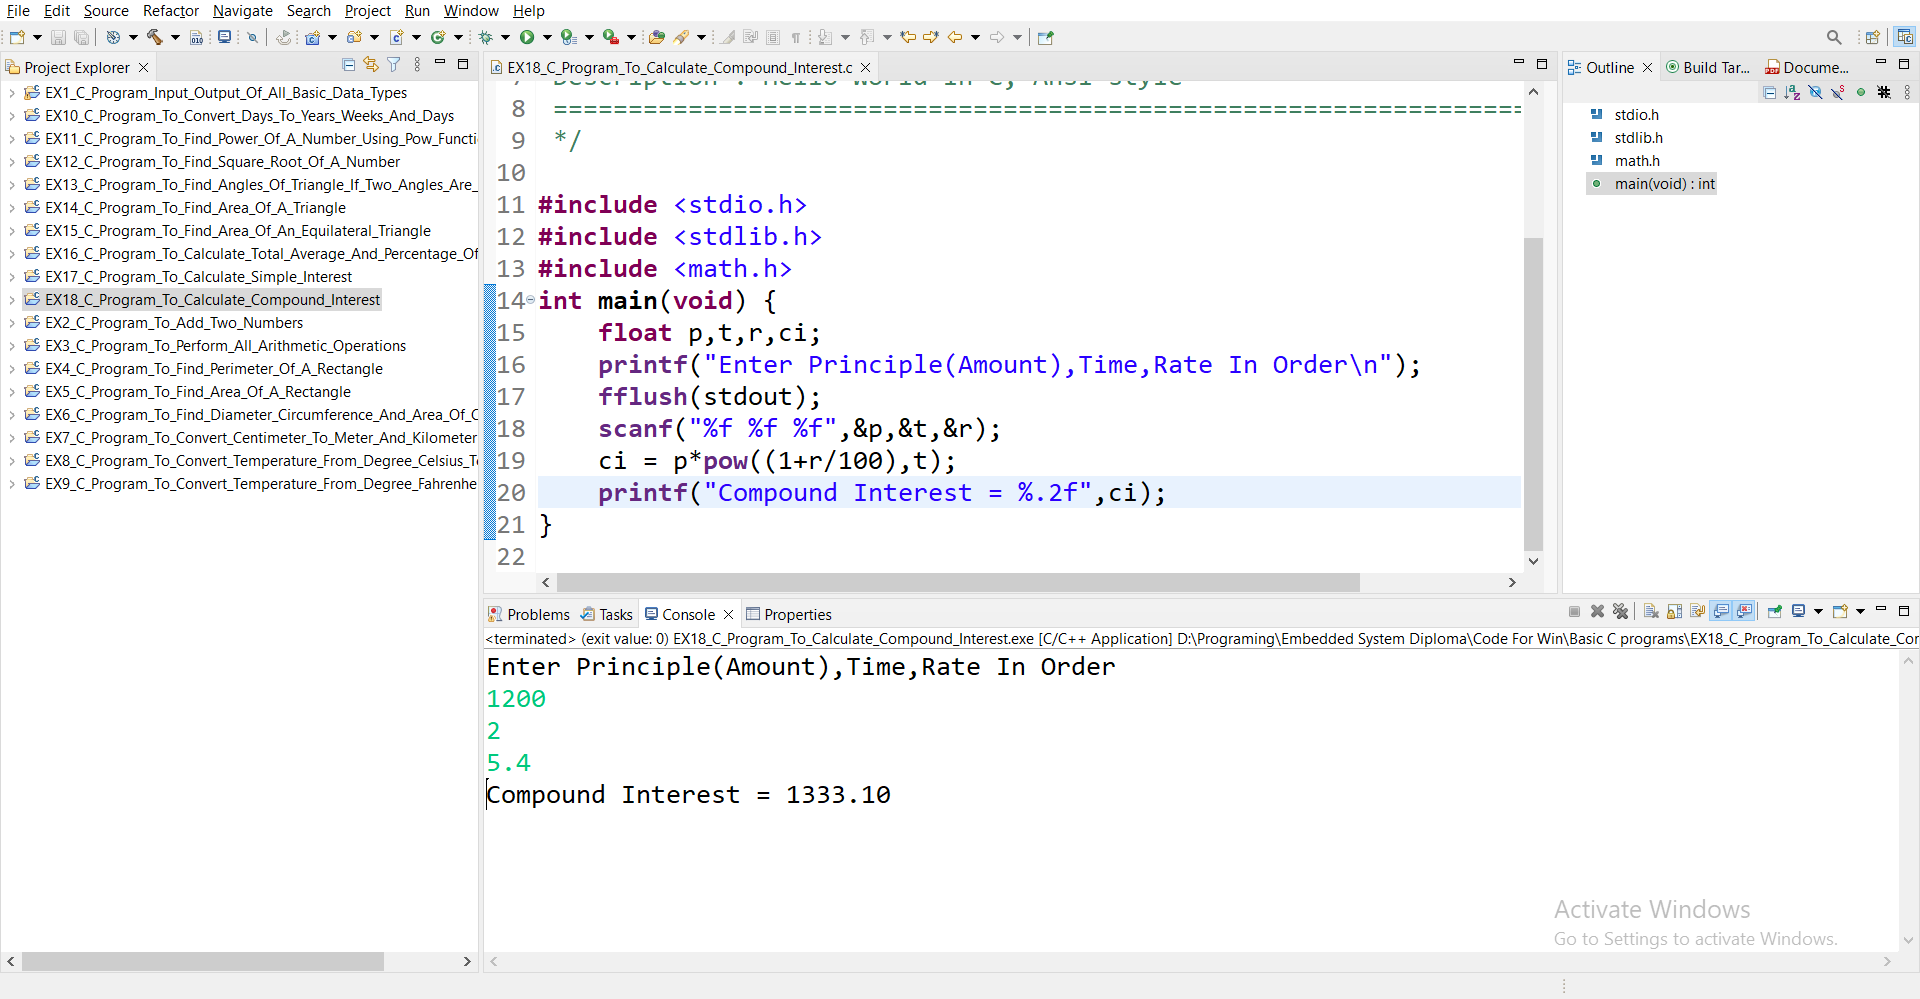 File Edit Source Refactor Navigate Search Project Run Window Help
Project Explorer
EX1_C_Program_Input_Output_Of_All_Basic_Data_Types
EX10_C_Program_To_Convert_Days_To_Years_Weeks_And_Days
EX11_C_Program_To_Find_Power_Of_A_Number_Using_Pow_Functi
EX12_C_Program_To_Find_Square_Root_Of_A_Number
EX13_C_Program_To_Find_Angles_Of_Triangle_If_Two_Angles_Are_
EX14_C_Program_To_Find_Area_Of_A_Triangle
EX15_C_Program_To_Find_Area_Of_An_Equilateral_Triangle
EX16_C_Program_To_Calculate_Total_Average_And_Percentage_Of
EX17_C_Program_To_Calculate_Simple_Interest
EX18_C_Program_To_Calculate_Compound_Interest
EX2_C_Program_To_Add_Two_Numbers
EX3_C_Program_To_Perform_All_Arithmetic_Operations
EX4_C_Program_To_Find_Perimeter_Of_A_Rectangle
EX5_C_Program_To_Find_Area_Of_A_Rectangle
EX6_C_Program_To_Find_Diameter_Circumference_And_Area_Of_C
EX7_C_Program_To_Convert_Centimeter_To_Meter_And_Kilometer
EX8_C_Program_To_Convert_Temperature_From_Degree_Celsius_T
EX9_C_Program_To_Convert_Temperature_From_Degree_Fahrenhe
EX18_C_Program_To_Calculate_Compound_Interest.c
7 Description : Hello World in C, Ansi-style
8 =================================================================
9 */
10
11 #include <stdio.h>
12 #include <stdlib.h>
13 #include <math.h>
14 int main(void) {
15 float p,t,r,ci;
16 printf("Enter Principle(Amount),Time,Rate In Order\n");
17 fflush(stdout);
18 scanf("%f %f %f",&p,&t,&r);
19 ci = p*pow((1+r/100),t);
20 printf("Compound Interest = %.2f",ci);
21 }
22
Outline Build Tar... Docume...
stdio.h
stdlib.h
math.h
main(void) : int
Problems Tasks Console Properties
<terminated> (exit value: 0) EX18_C_Program_To_Calculate_Compound_Interest.exe [C/C++ Application] D:\Programing\Embedded System Diploma\Code For Win\Basic C programs\EX18_C_Program_To_Calculate_Cor
Enter Principle(Amount),Time,Rate In Order
1200
2
5.4
Compound Interest = 1333.10
Activate Windows
Go to Settings to activate Windows.